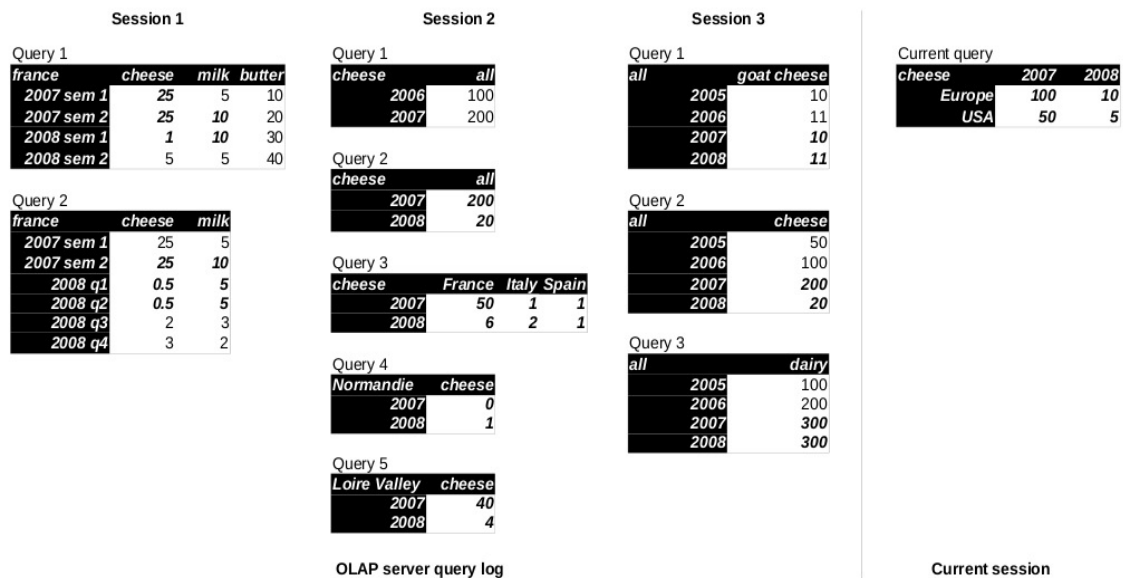 Session 1
Query 1
france cheese milk butter
2007 sem 1 25 5 10
2007 sem 2 25 10 20
2008 sem 1 1 10 30
2008 sem 2 5 5 40
Query 2
france cheese milk
2007 sem 1 25 5
2007 sem 2 25 10
2008 q1 0.5 5
2008 q2 0.5 5
2008 q3 2 3
2008 q4 3 2
Session 2
Query 1
cheese all
2006 100
2007 200
Query 2
cheese all
2007 200
2008 20
Query 3
cheese France Italy Spain
2007 50 1 1
2008 6 2 1
Query 4
Normandie cheese
2007 0
2008 1
Query 5
Loire Valley cheese
2007 40
2008 4
Session 3
Query 1
all goat cheese
2005 10
2006 11
2007 10
2008 11
Query 2
all cheese
2005 50
2006 100
2007 200
2008 20
Query 3
all dairy
2005 100
2006 200
2007 300
2008 300
OLAP server query log
Current query
cheese 2007 2008
Europe 100 10
USA 50 5
Current session